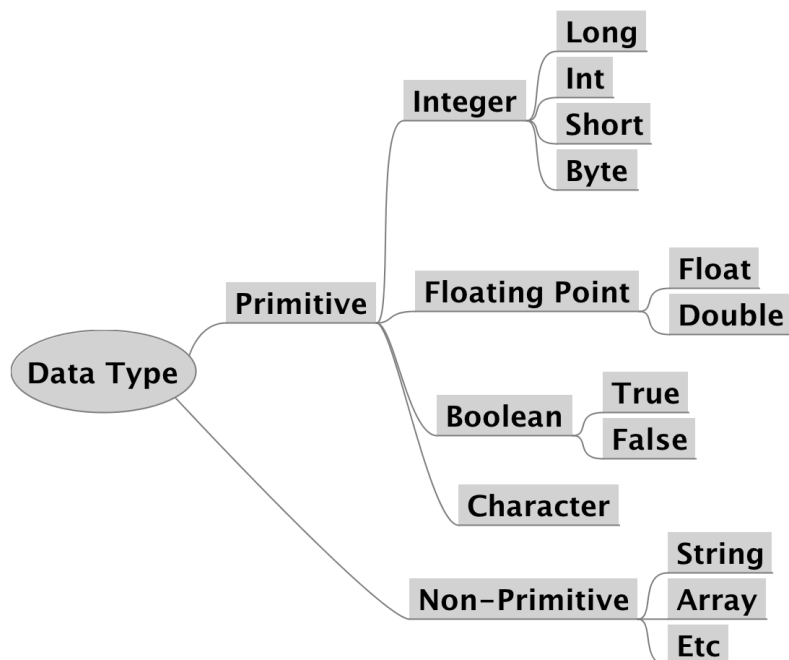 Data Type
Primitive
Integer
Long
Int
Short
Byte
Floating Point
Float
Double
Boolean
True
False
Character
Non-Primitive
String
Array
Etc